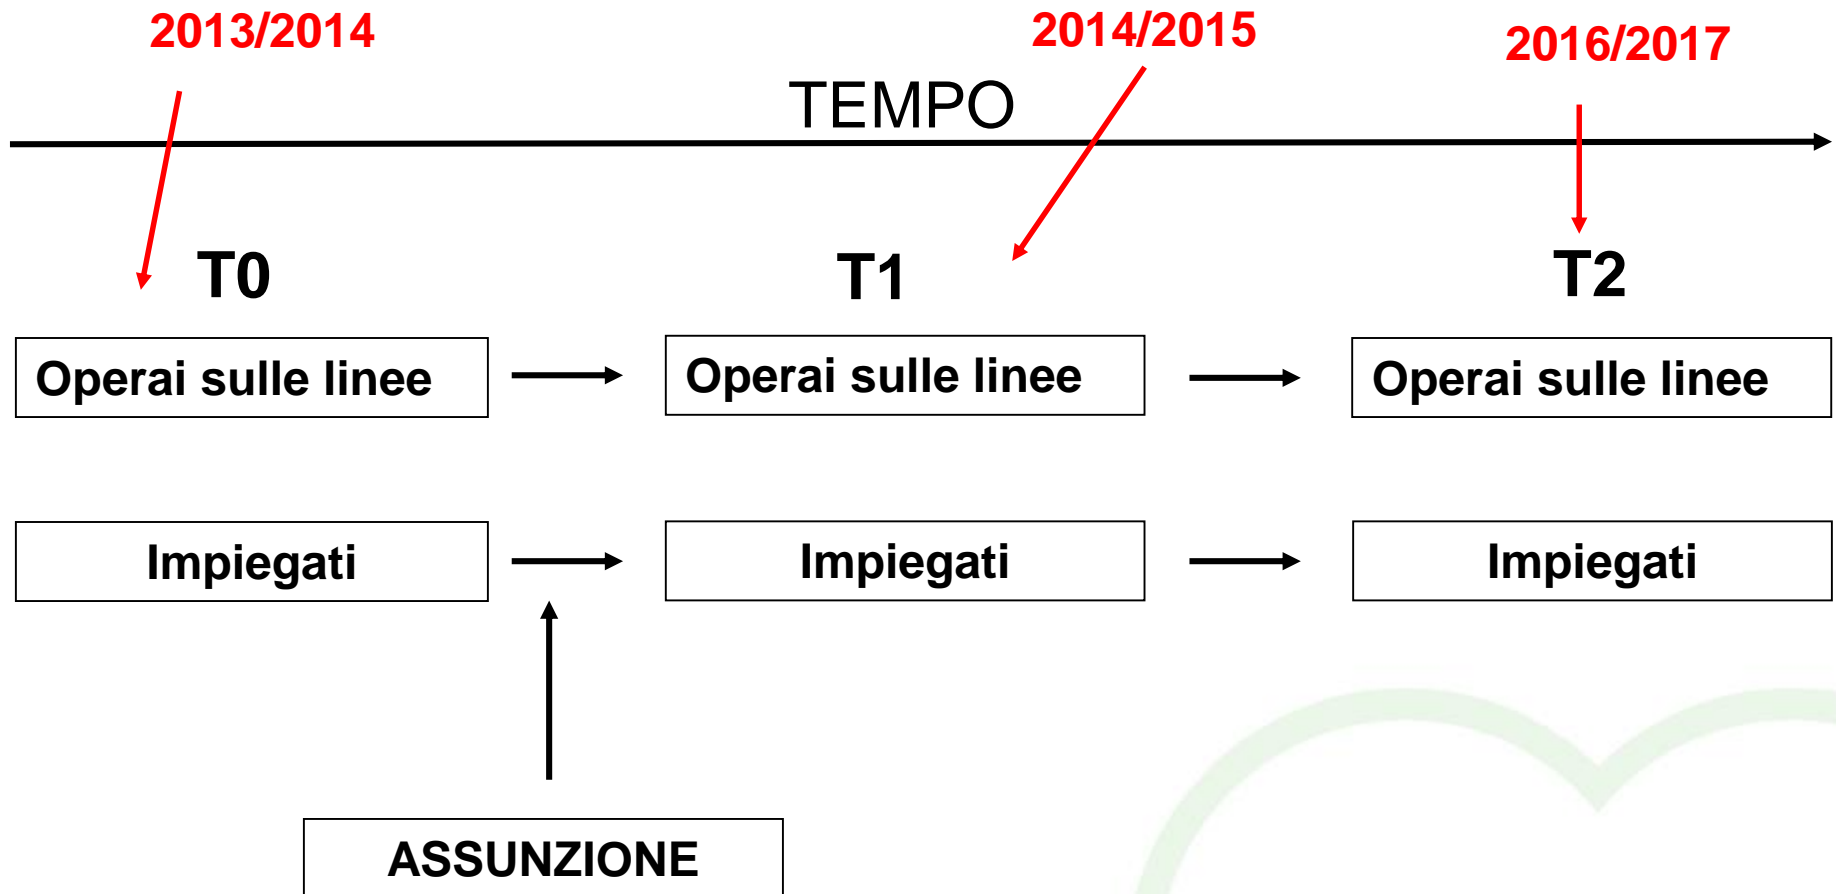 2013/2014
2014/2015
2016/2017
TEMPO
T0
T1
T2
Operai sulle linee
Operai sulle linee
Operai sulle linee
Impiegati
Impiegati
Impiegati
ASSUNZIONE